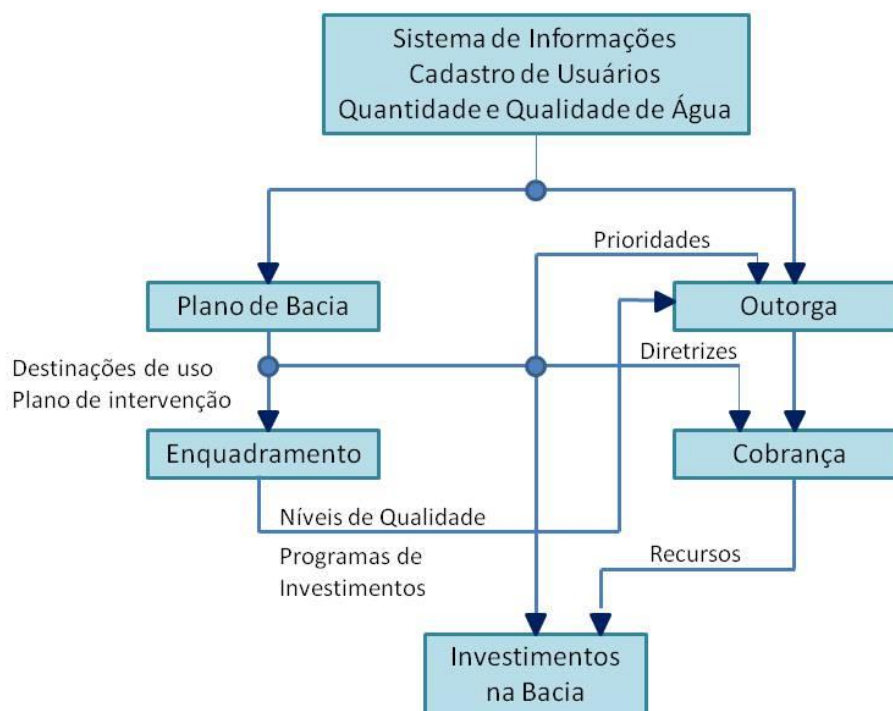 Sistema de Informações
Cadastro de Usuários
Quantidade e Qualidade de Água
Prioridades
Plano de Bacia
Outorga
Destinações de uso
Plano de intervenção
Diretrizes
Enquadramento
Cobrança
Níveis de Qualidade
Programas de
Investimentos
Recursos
Investimentos
na Bacia